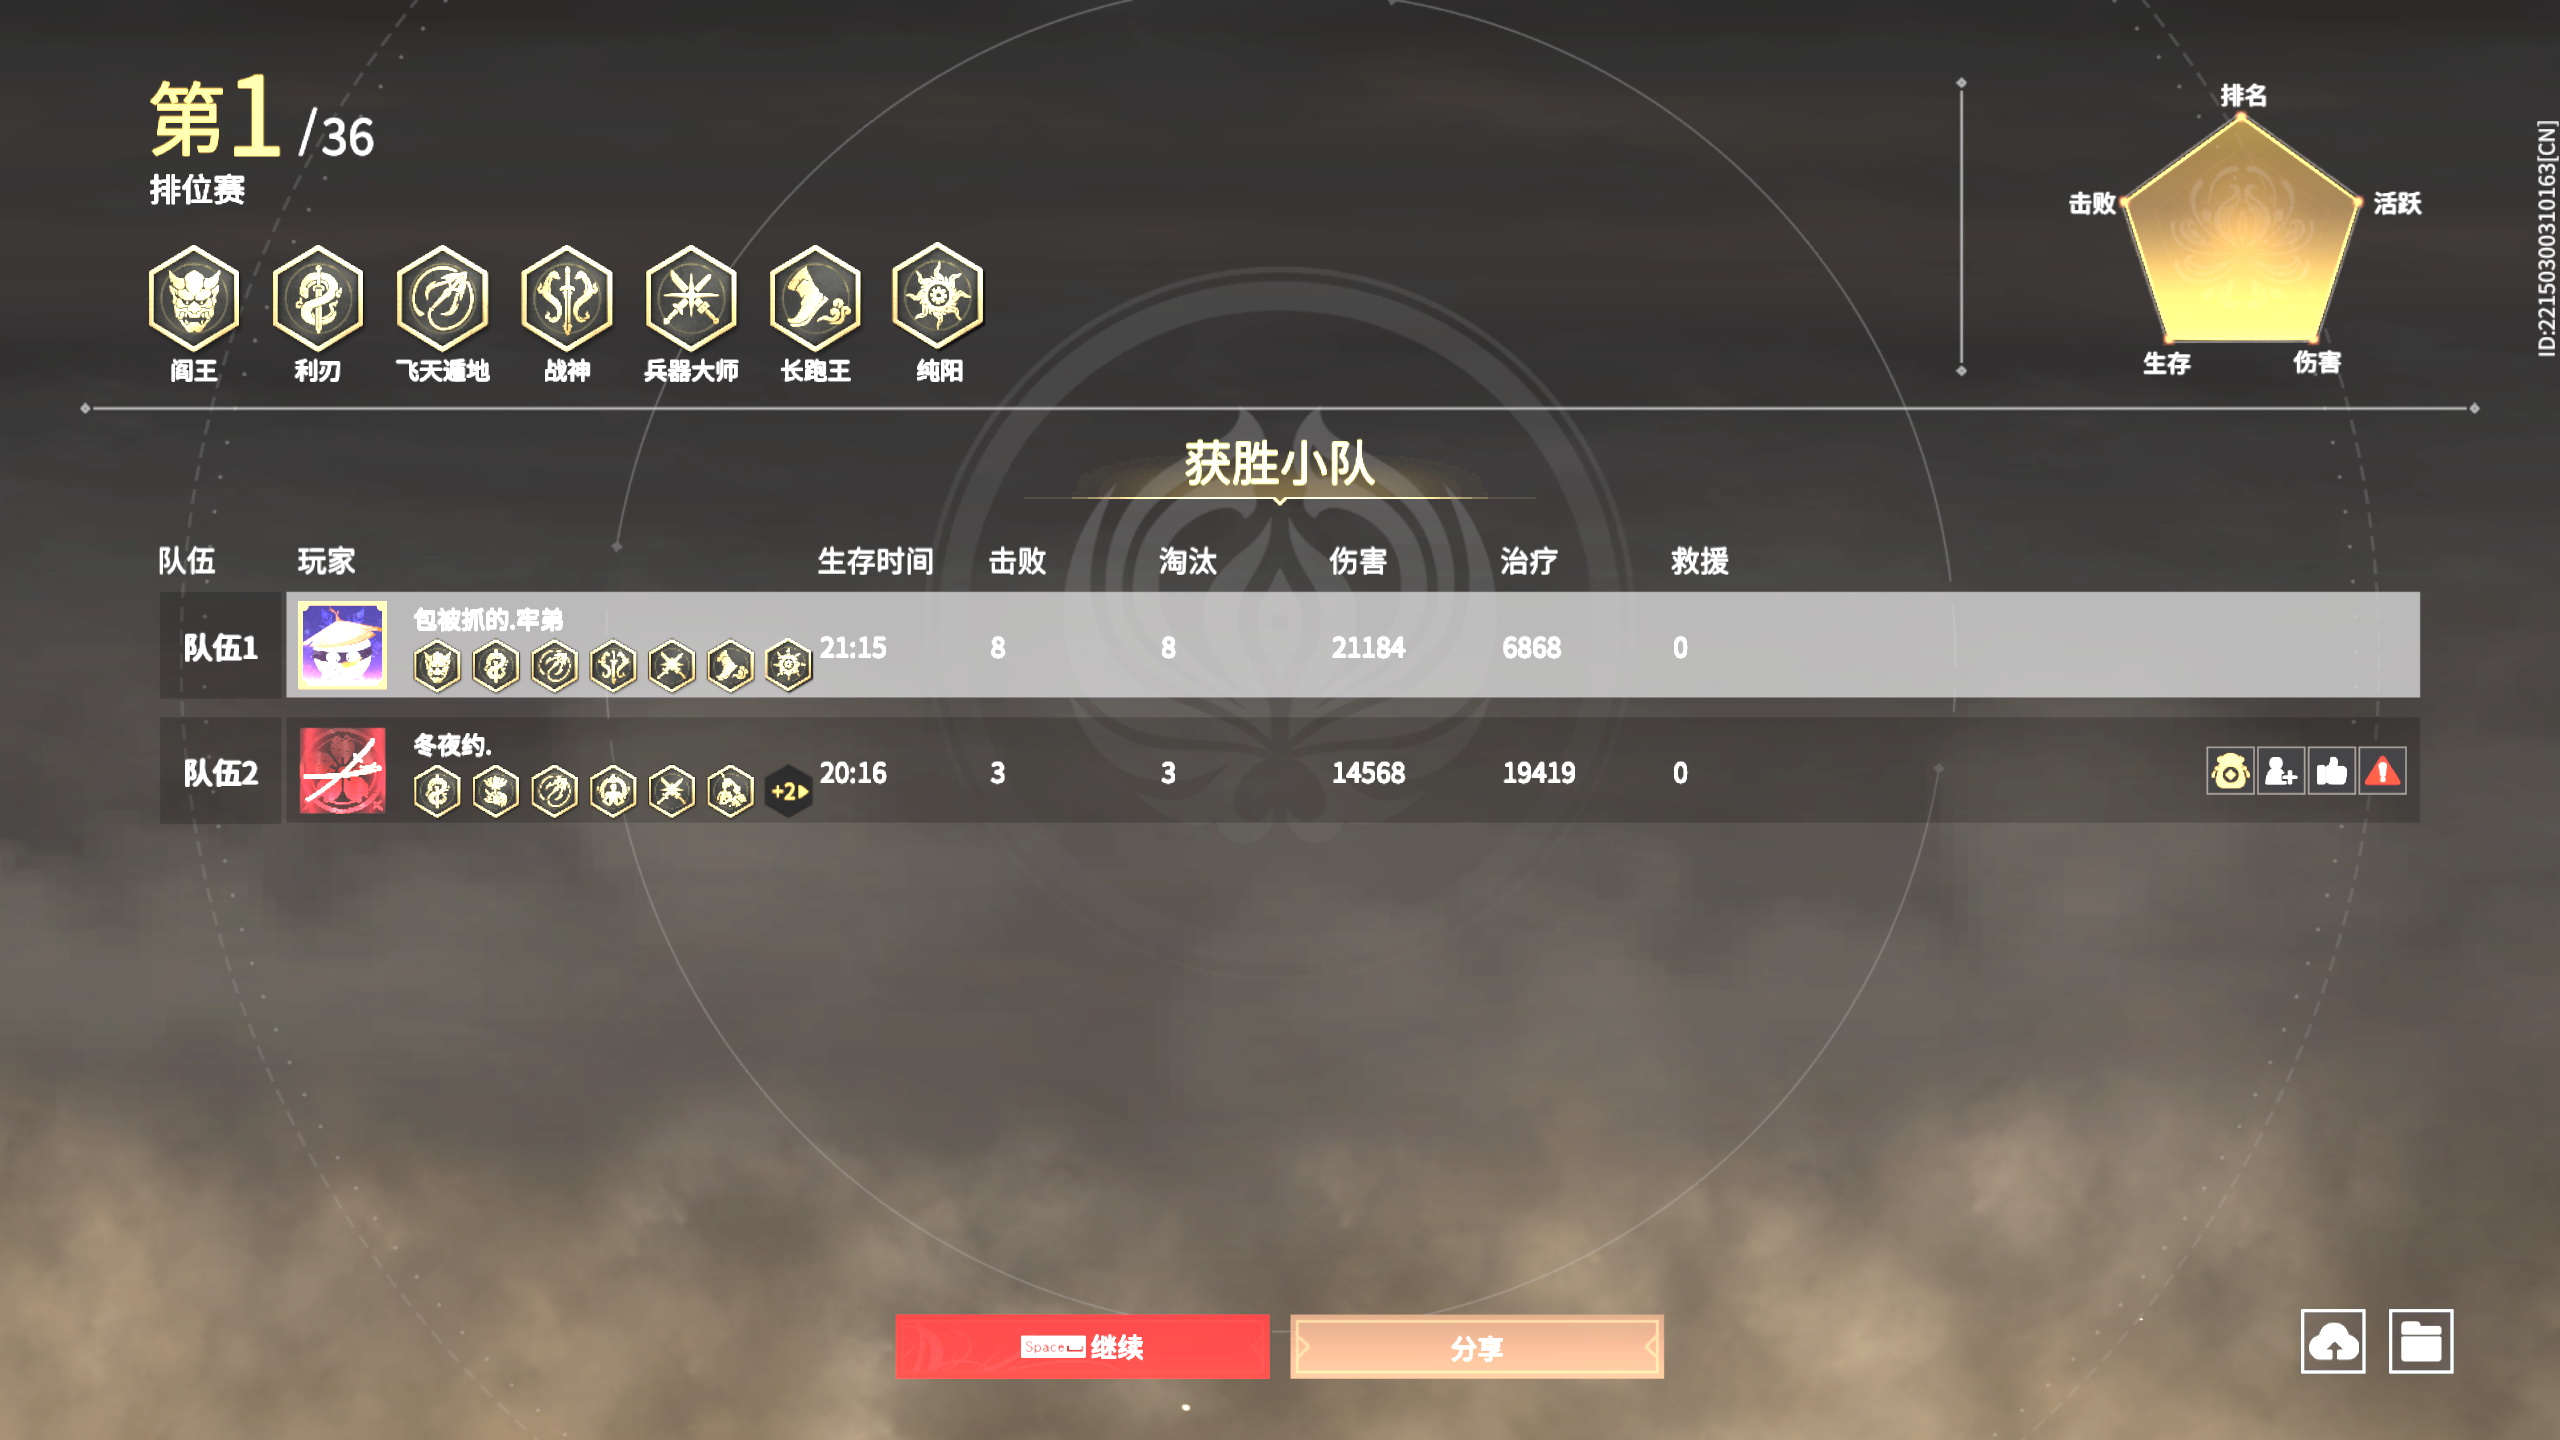 第1/36
排位赛
阎王 利刃 飞天遁地 战神 兵器大师 长跑王 纯阳
排名
击败
活跃
生存
伤害
ID:221503003101​63[CN]
获胜小队
队伍 玩家 生存时间 击败 淘汰 伤害 治疗 救援
队伍1 包被抓的.牢弟 21:15 8 8 21184 6868 0
队伍2 冬夜约. +2 20:16 3 3 14568 19419 0
Space 继续
分享